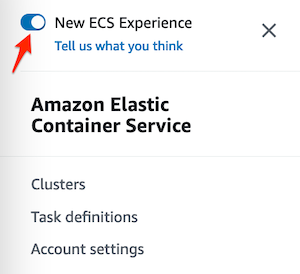 New ECS Experience
Tell us what you think
Amazon Elastic
Container Service
Clusters
Task definitions
Account settings